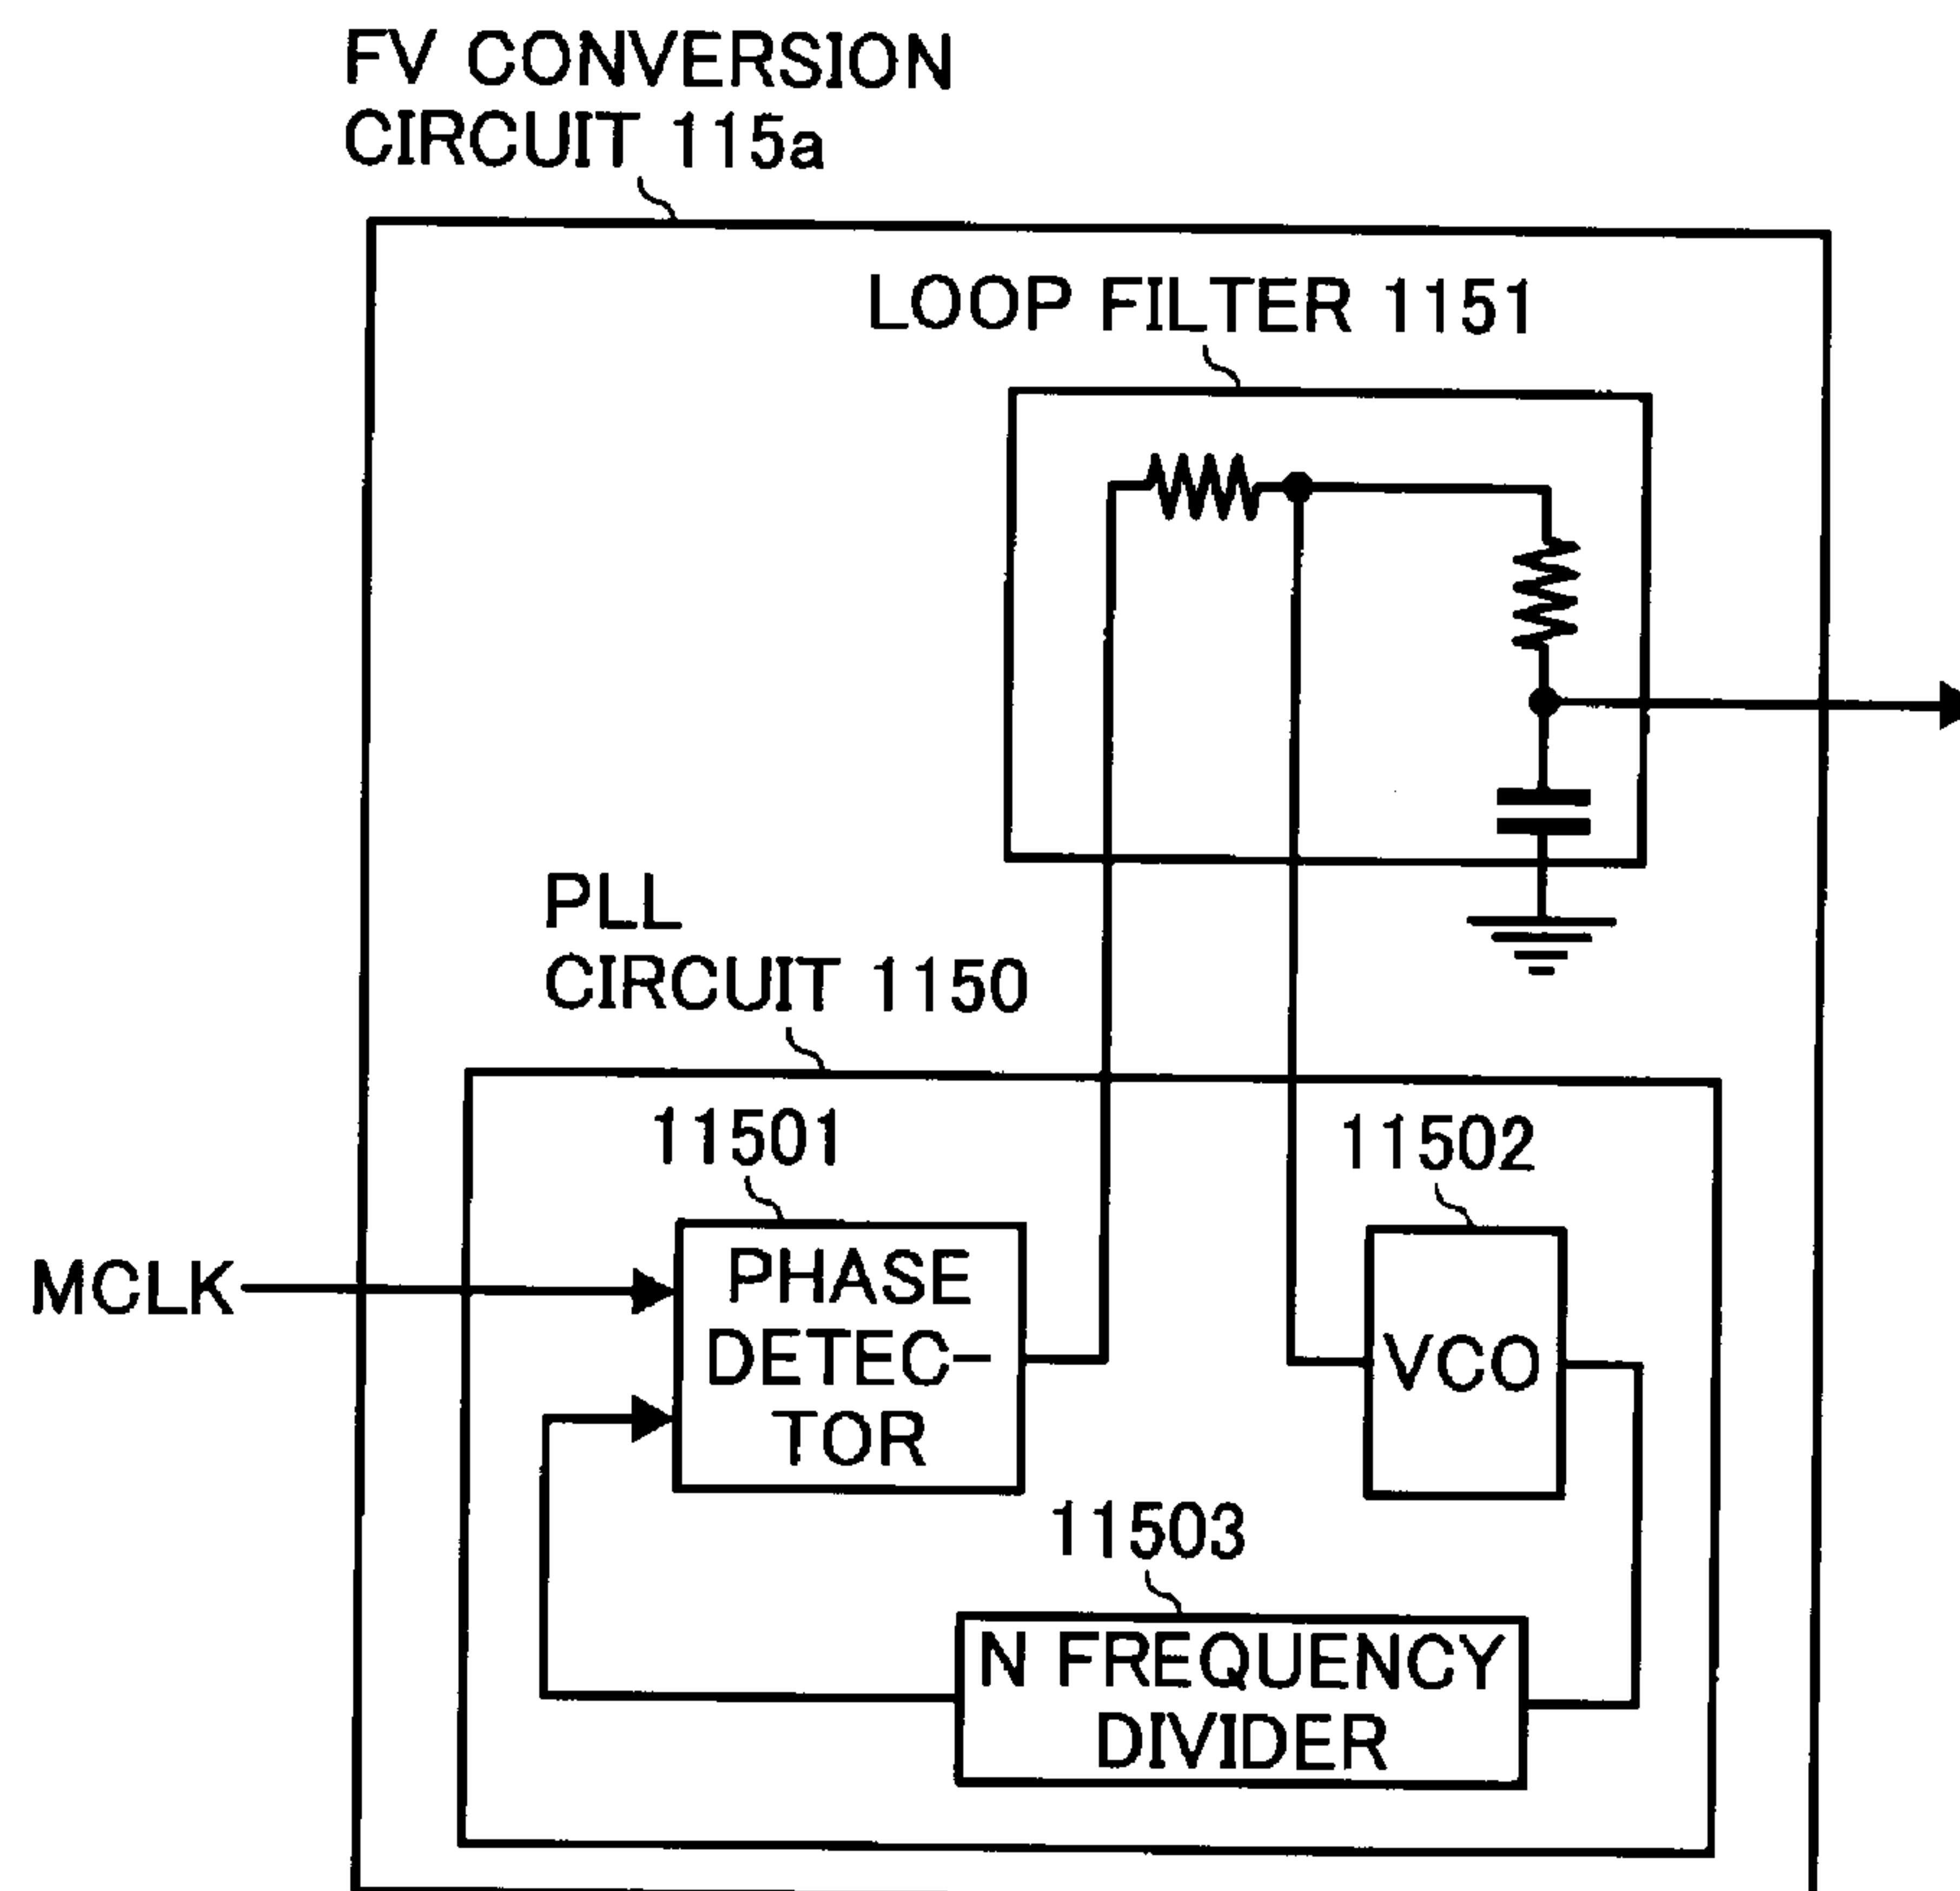 FV CONVERSION
CIRCUIT 115a
LOOP FILTER 1151
PLL
CIRCUIT 1150
11501
11502
MCLK
PHASE
DETEC-
TOR
VCO
11503
N FREQUENCY
DIVIDER